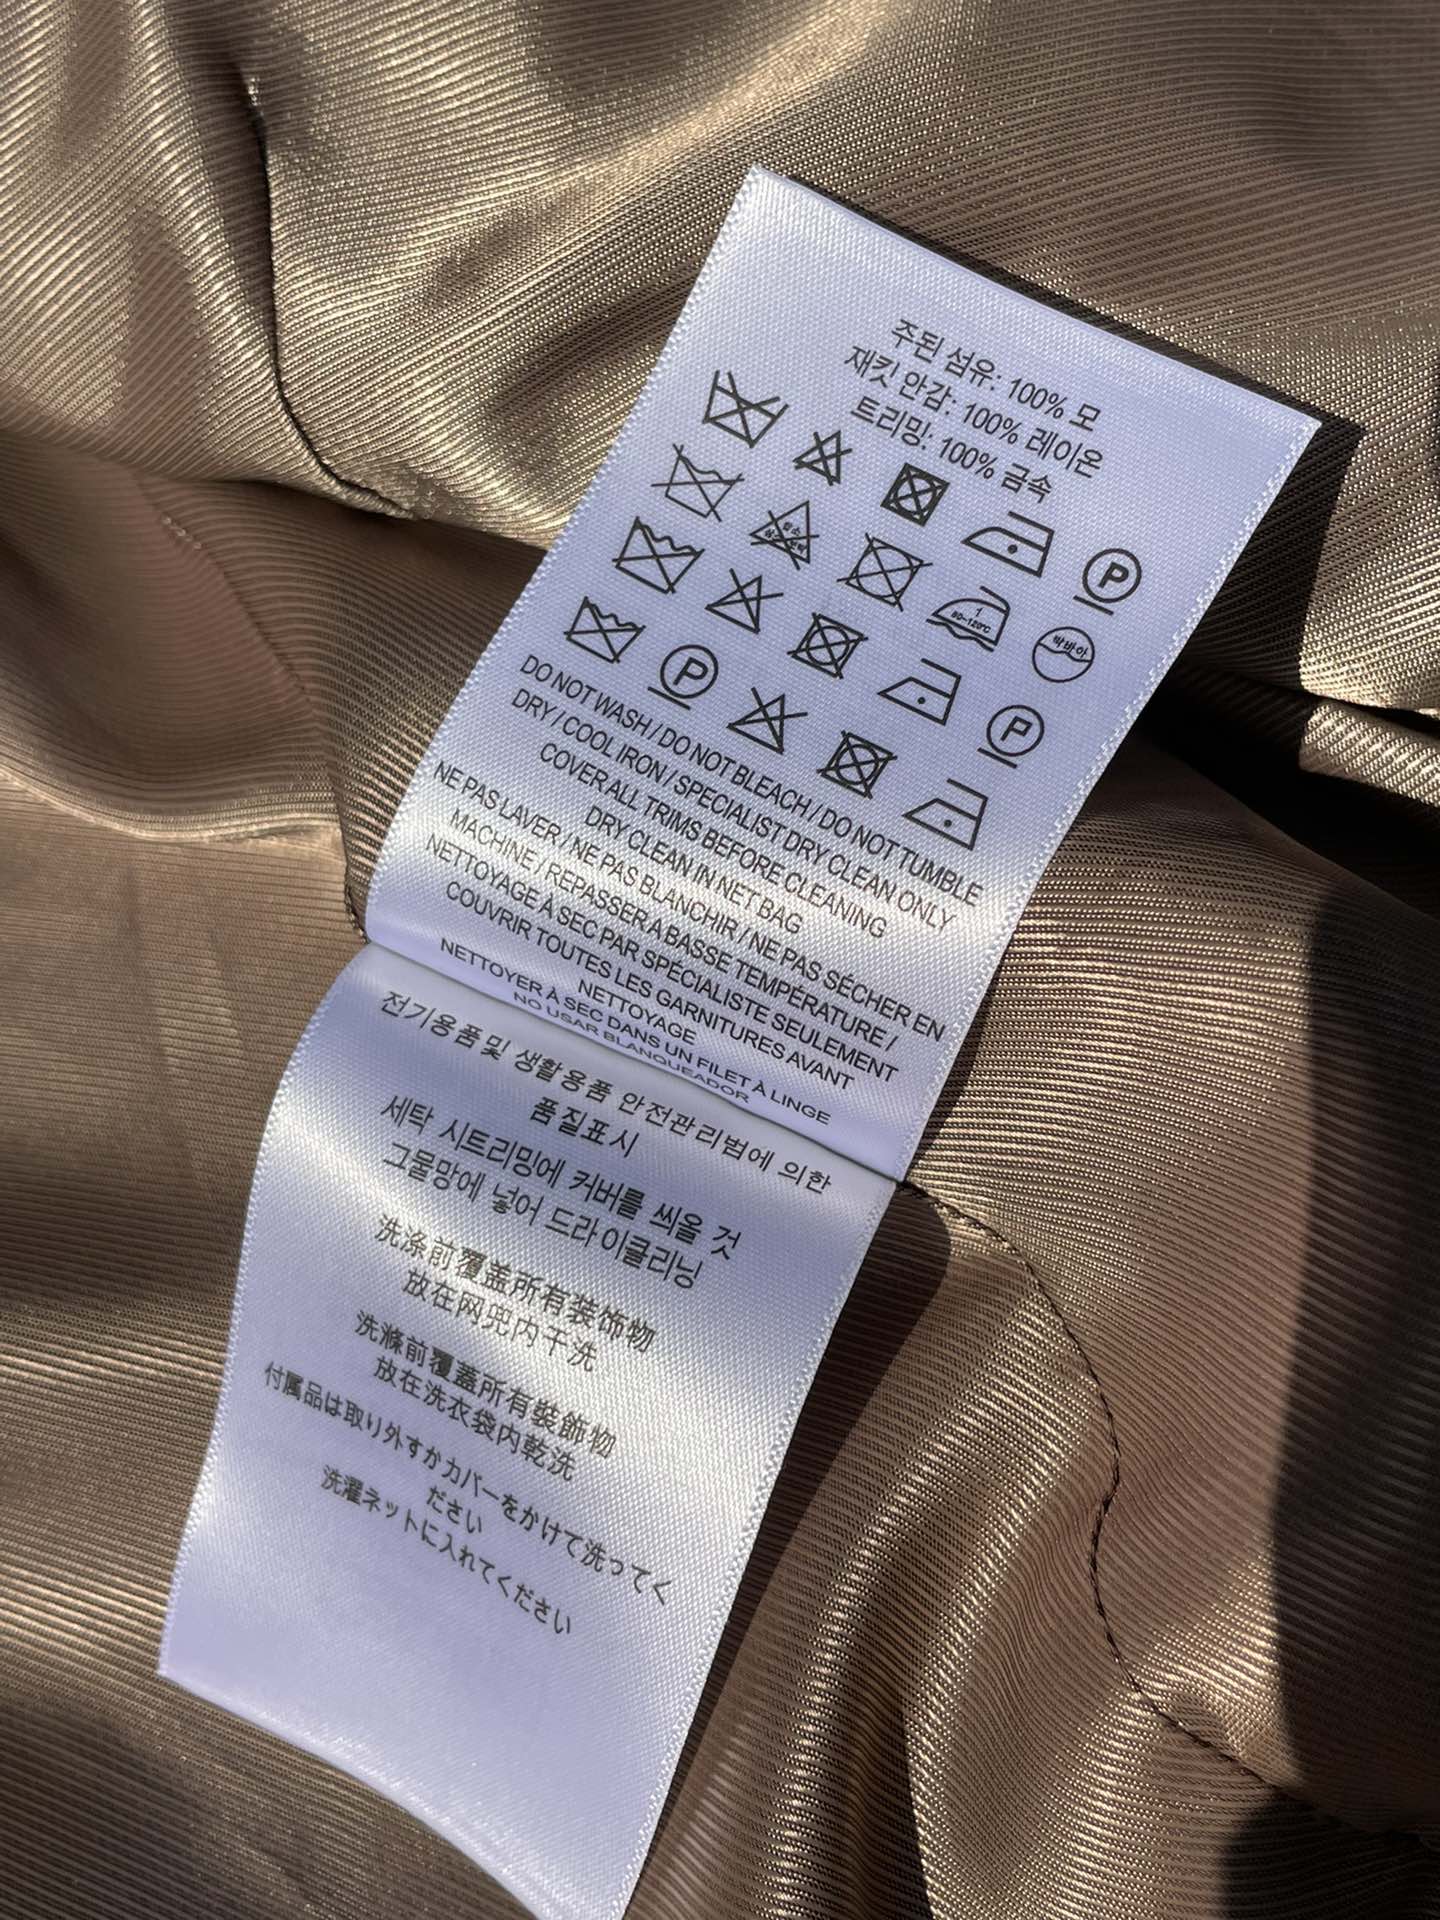 주된 섬유: 100% 모
재킷 안감: 100% 레이온
트리밍: 100% 금속
P
1
80~120℃
P
P
DO NOT WASH / DO NOT BLEACH / DO NOT TUMBLE
DRY / COOL IRON / SPECIALIST DRY CLEAN ONLY
COVER ALL TRIMS BEFORE CLEANING
DRY CLEAN IN NET BAG
NE PAS LAVER / NE PAS BLANCHIR / NE PAS SÉCHER EN
MACHINE / REPASSER A BASSE TEMPÉRATURE /
NETTOYAGE À SEC PAR SPÉCIALISTE SEULEMENT
COUVRIR TOUTES LES GARNITURES AVANT
NETTOYAGE
NETTOYER À SEC DANS UN FILET À LINGE
NO USAR BLANQUEADOR
전기용품및 생활용품 안전관리법에 의한
품질표시
세탁 시트리밍에 커버를 씌울 것
그물망에 넣어 드라이클리닝
洗涤前覆盖所有装饰物
放在网兜内干洗
洗滌前覆蓋所有裝飾物
放在洗衣袋內乾洗
付属品は取り外すかカバーをかけて洗ってく
ださい
洗濯ネットに入れてください